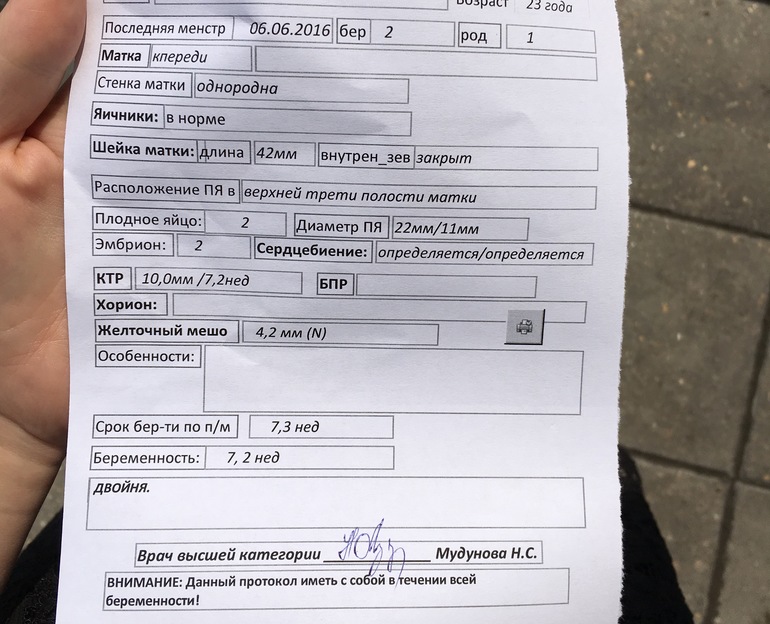 Возраст 23 года
Последняя менстр 06.06.2016 бер 2 род 1
Матка кпереди
Стенка матки однородна
Яичники: в норме
Шейка матки: длина 42мм внутрен_зев закрыт
Расположение ПЯ в верхней трети полости матки
Плодное яйцо: 2 Диаметр ПЯ 22мм/11мм
Эмбрион: 2 Сердцебиение: определяется/определяется
КТР 10,0мм /7,2нед БПР
Хорион:
Желточный мешо 4,2 мм (N)
Особенности:
Срок бер-ти по п/м 7,3 нед
Беременность: 7, 2 нед
ДВОЙНЯ.
Врач высшей категории Мудунова Н.С.
ВНИМАНИЕ: Данный протокол иметь с собой в течении всей
беременности!